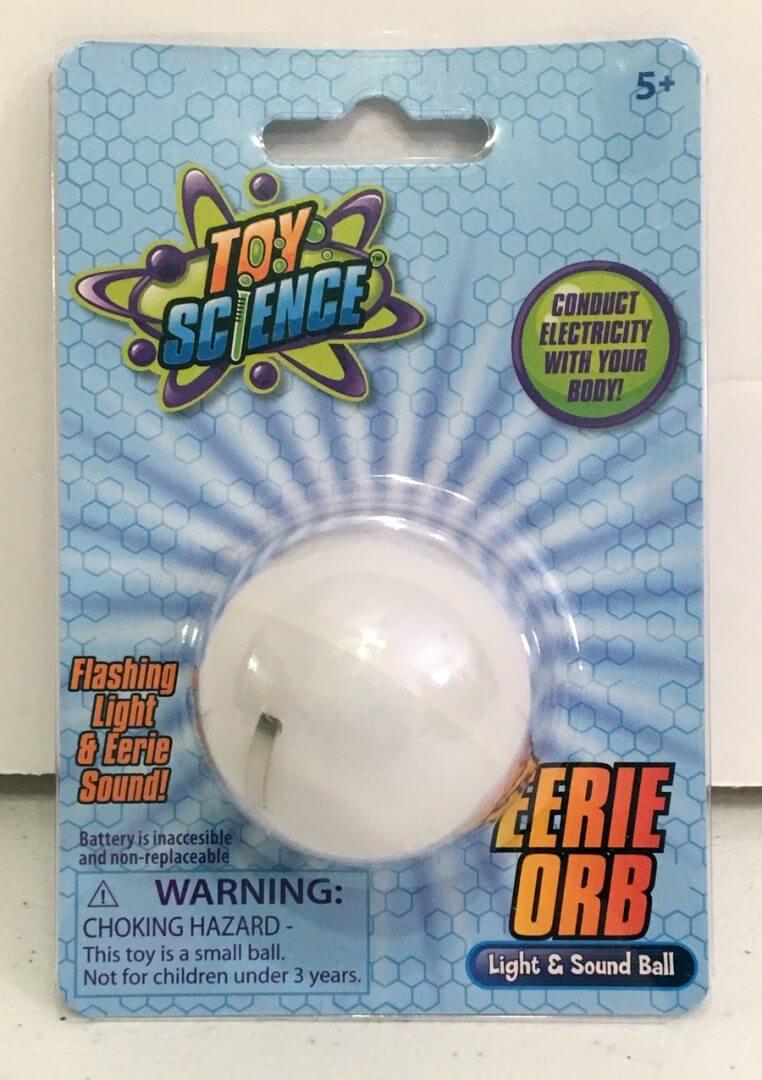 5+
TOY
SCIENCE™
CONDUCT
ELECTRICITY
WITH YOUR
BODY!
Flashing
Light
& Eerie
Sound!
Battery is inaccesible
and non-replaceable
⚠ WARNING:
CHOKING HAZARD -
This toy is a small ball.
Not for children under 3 years.
EERIE
ORB
Light & Sound Ball